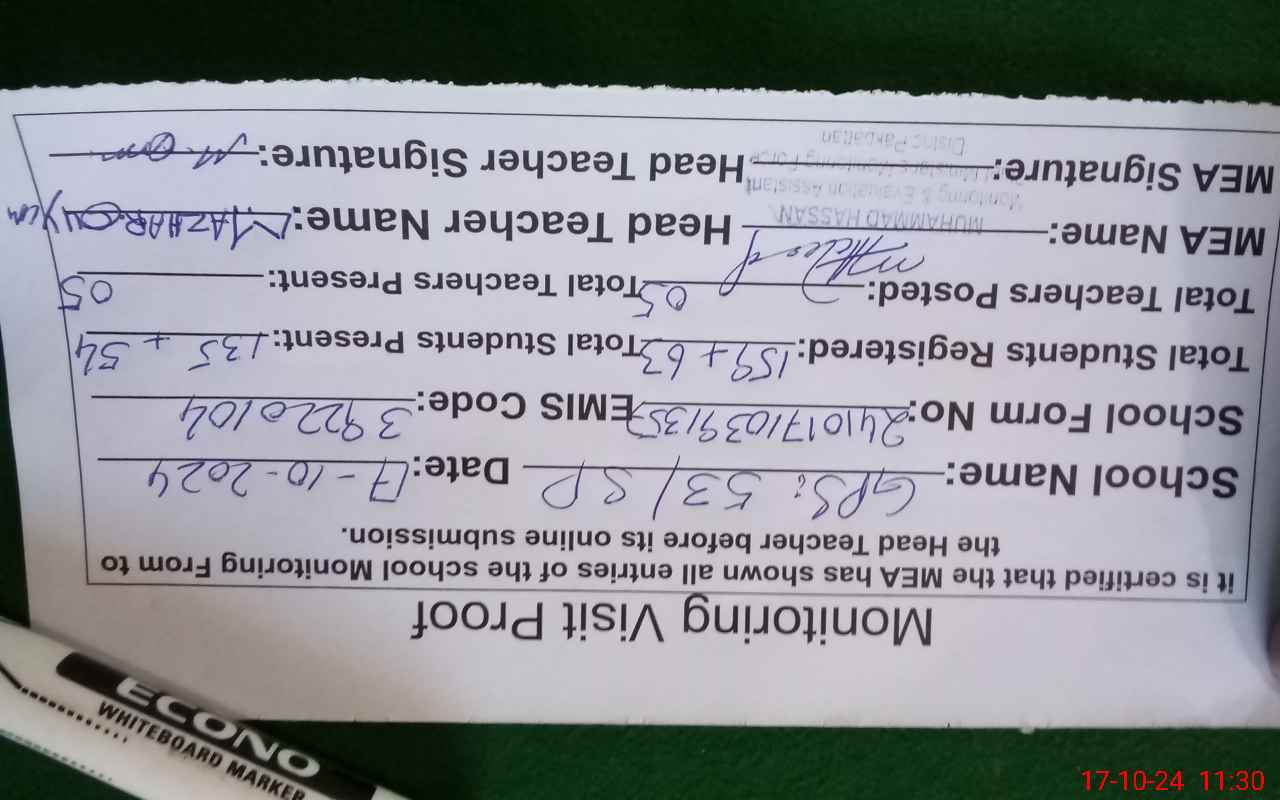 Monitoring Visit Proof
it is certified that the MEA has shown all entries of the school Monitoring From to
the Head Teacher before its online submission.
School Name: GPS: 53/SP Date: 17-10-2024
School Form No: 24101710391357 EMIS Code: 39220104
Total Students Registered: 159 + 63 Total Students Present: 135 + 54
Total Teachers Posted: 05 Total Teachers Present: 05
MEA Name: MUHAMMAD HASSAN Head Teacher Name: MAZHAR
Monitoring & Evaluation Assistant
MEA Signature: Head Teacher Signature:
Distric Pakpattan
ECONO
WHITEBOARD MARKER
17-10-24 11:30